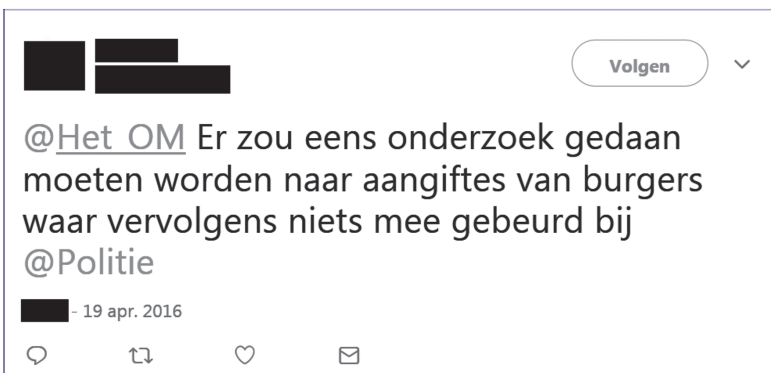 Volgen
@Het_OM Er zou eens onderzoek gedaan
moeten worden naar aangiftes van burgers
waar vervolgens niets mee gebeurd bij
@Politie
- 19 apr. 2016